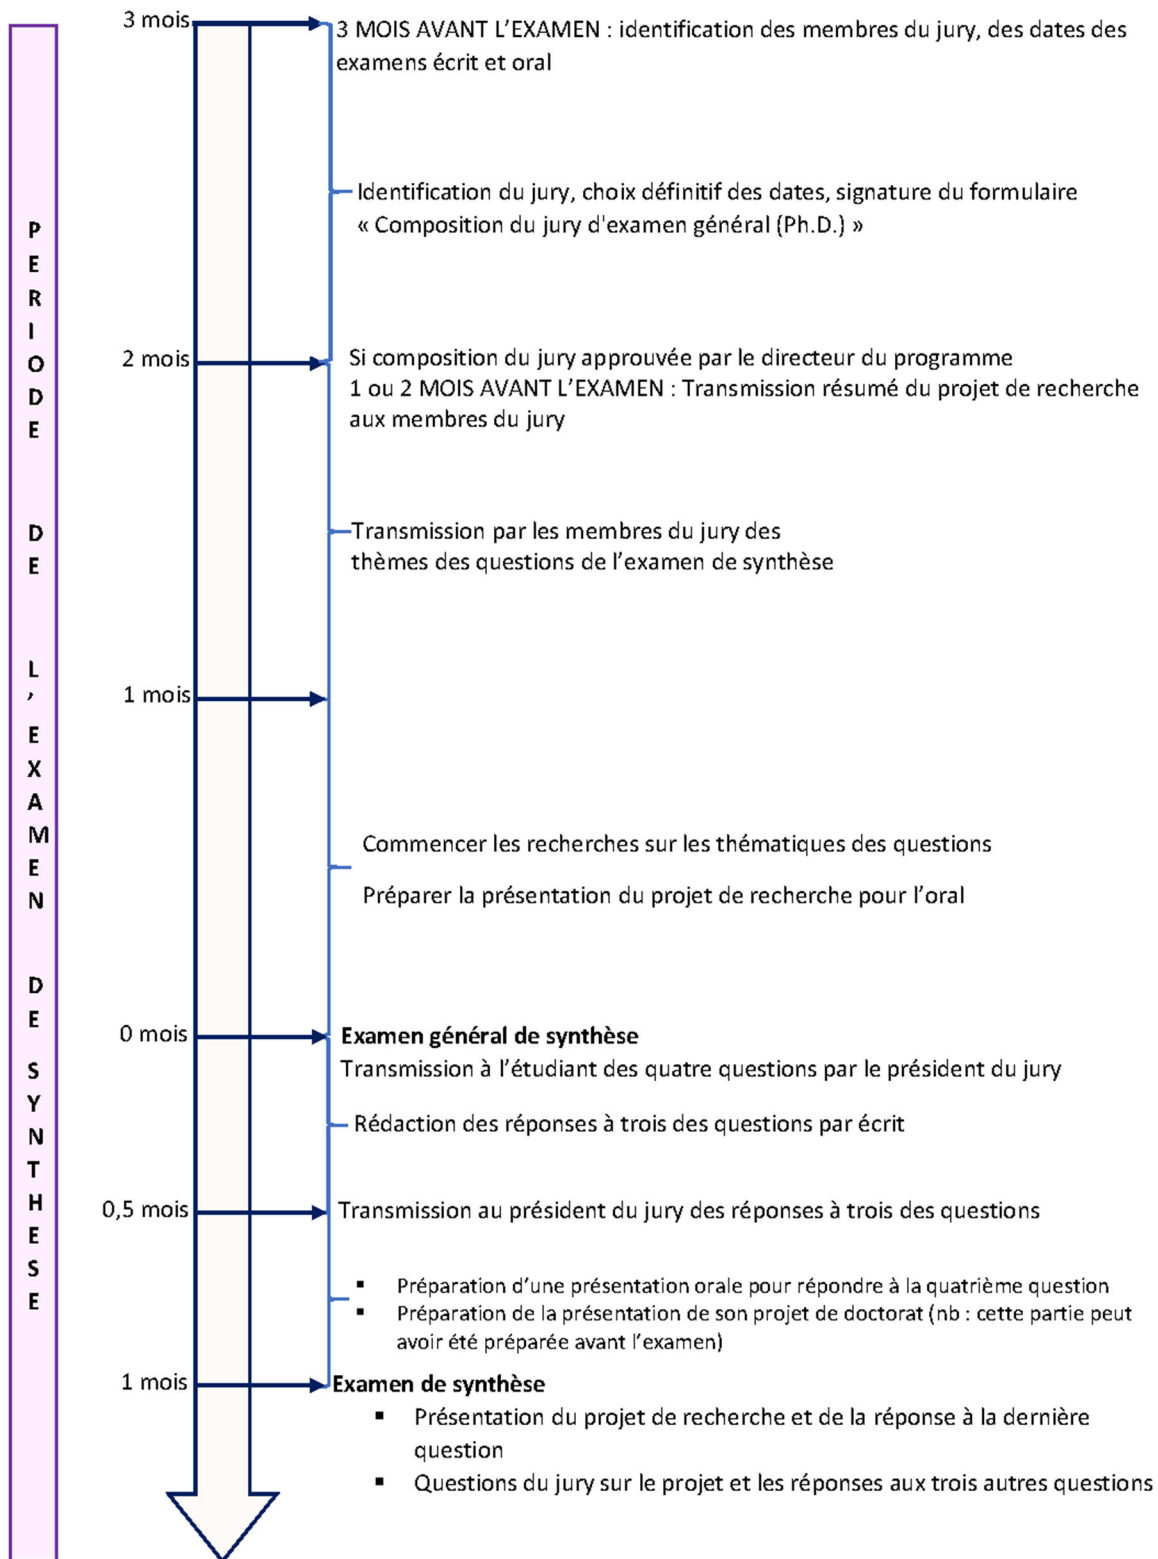 3 mois
3 MOIS AVANT L'EXAMEN : identification des membres du jury, des dates des
examens écrit et oral
Identification du jury, choix définitif des dates, signature du formulaire
« Composition du jury d'examen général (Ph.D.) »
2 mois
Si composition du jury approuvée par le directeur du programme
1 ou 2 MOIS AVANT L'EXAMEN : Transmission résumé du projet de recherche
aux membres du jury
Transmission par les membres du jury des
thèmes des questions de l'examen de synthèse
1 mois
Commencer les recherches sur les thématiques des questions
Préparer la présentation du projet de recherche pour l'oral
0 mois
Examen général de synthèse
Transmission à l'étudiant des quatre questions par le président du jury
Rédaction des réponses à trois des questions par écrit
0,5 mois
Transmission au président du jury des réponses à trois des questions
▪ Préparation d'une présentation orale pour répondre à la quatrième question
▪ Préparation de la présentation de son projet de doctorat (nb : cette partie peut
avoir été préparée avant l'examen)
1 mois
Examen de synthèse
▪ Présentation du projet de recherche et de la réponse à la dernière
question
▪ Questions du jury sur le projet et les réponses aux trois autres questions
PERIODE DE L'EXAMEN DE SYNTHESE